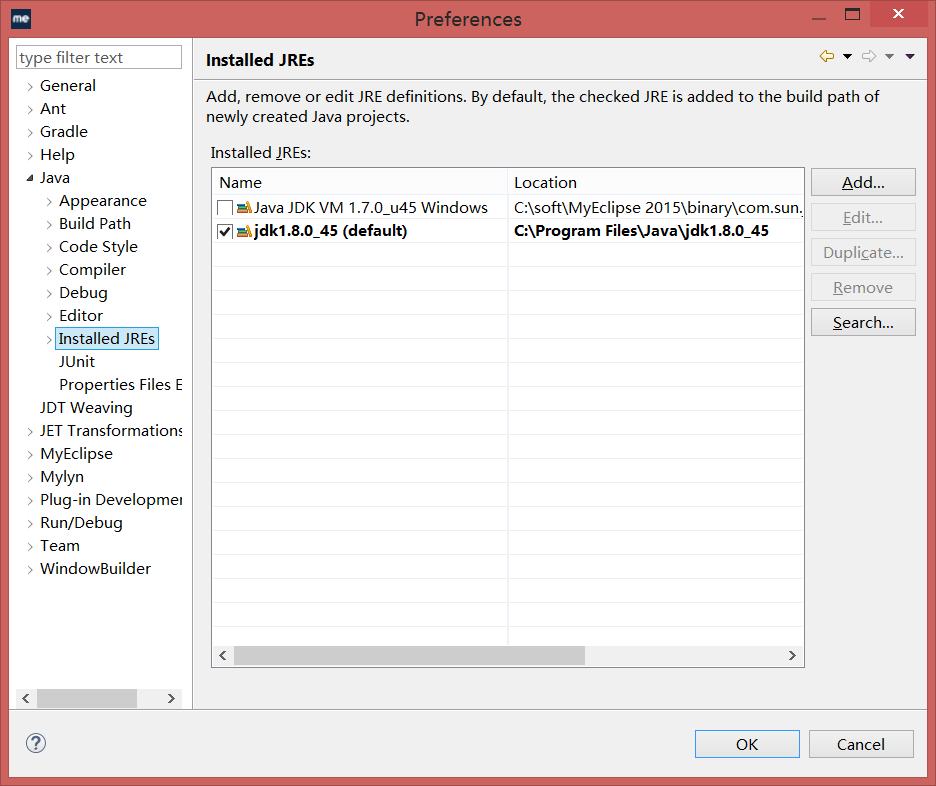 me
Preferences
type filter text
General
Ant
Gradle
Help
Java
Appearance
Build Path
Code Style
Compiler
Debug
Editor
Installed JREs
JUnit
Properties Files E
JDT Weaving
JET Transformations
MyEclipse
Mylyn
Plug-in Developmer
Run/Debug
Team
WindowBuilder
Installed JREs
Add, remove or edit JRE definitions. By default, the checked JRE is added to the build path of
newly created Java projects.
Installed JREs:
Name Location
Java JDK VM 1.7.0_u45 Windows C:\soft\MyEclipse 2015\binary\com.sun.
jdk1.8.0_45 (default) C:\Program Files\Java\jdk1.8.0_45
Add...
Edit...
Duplicate...
Remove
Search...
?
OK Cancel